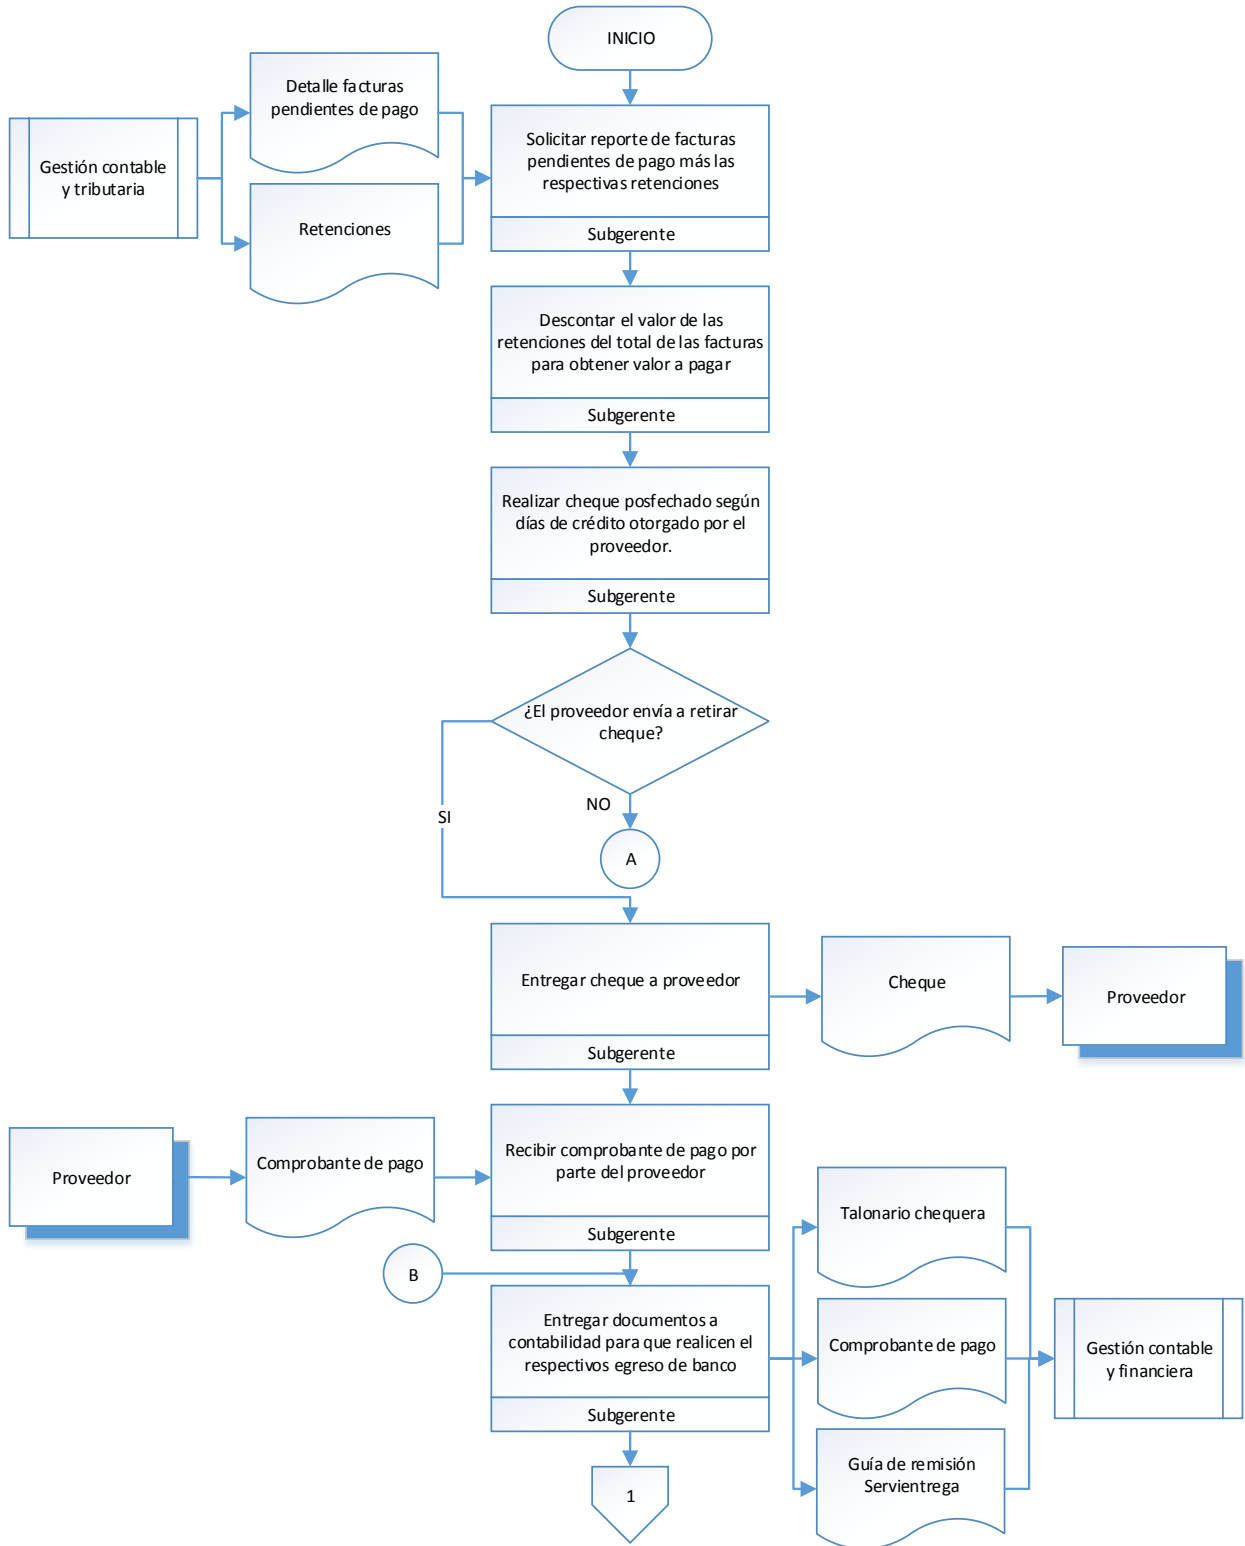 INICIO
Detalle facturas
pendientes de pago
Gestión contable
y tributaria
Retenciones
Solicitar reporte de facturas
pendientes de pago más las
respectivas retenciones
Subgerente
Descontar el valor de las
retenciones del total de las facturas
para obtener valor a pagar
Subgerente
Realizar cheque posfechado según
días de crédito otorgado por el
proveedor.
Subgerente
¿El proveedor envía a retirar
cheque?
NO
SI
A
Entregar cheque a proveedor
Subgerente
Cheque
Proveedor
Proveedor
Comprobante de pago
Recibir comprobante de pago por
parte del proveedor
Subgerente
B
Entregar documentos a
contabilidad para que realicen el
respectivos egreso de banco
Subgerente
Talonario chequera
Comprobante de pago
Guía de remisión
Servientrega
Gestión contable
y financiera
1